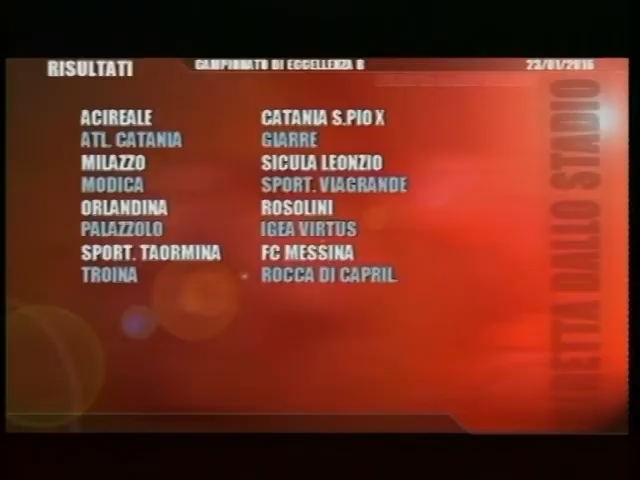 RISULTATI
CAMPIONATO DI ECCELLENZA B
23/01/2016
ACIREALE CATANIA S.PIO X
ATL. CATANIA GIARRE
MILAZZO SICULA LEONZIO
MODICA SPORT. VIAGRANDE
ORLANDINA ROSOLINI
PALAZZOLO IGEA VIRTUS
SPORT. TAORMINA FC MESSINA
TROINA ROCCA DI CAPRIL.
RETTA DALLO STADIO